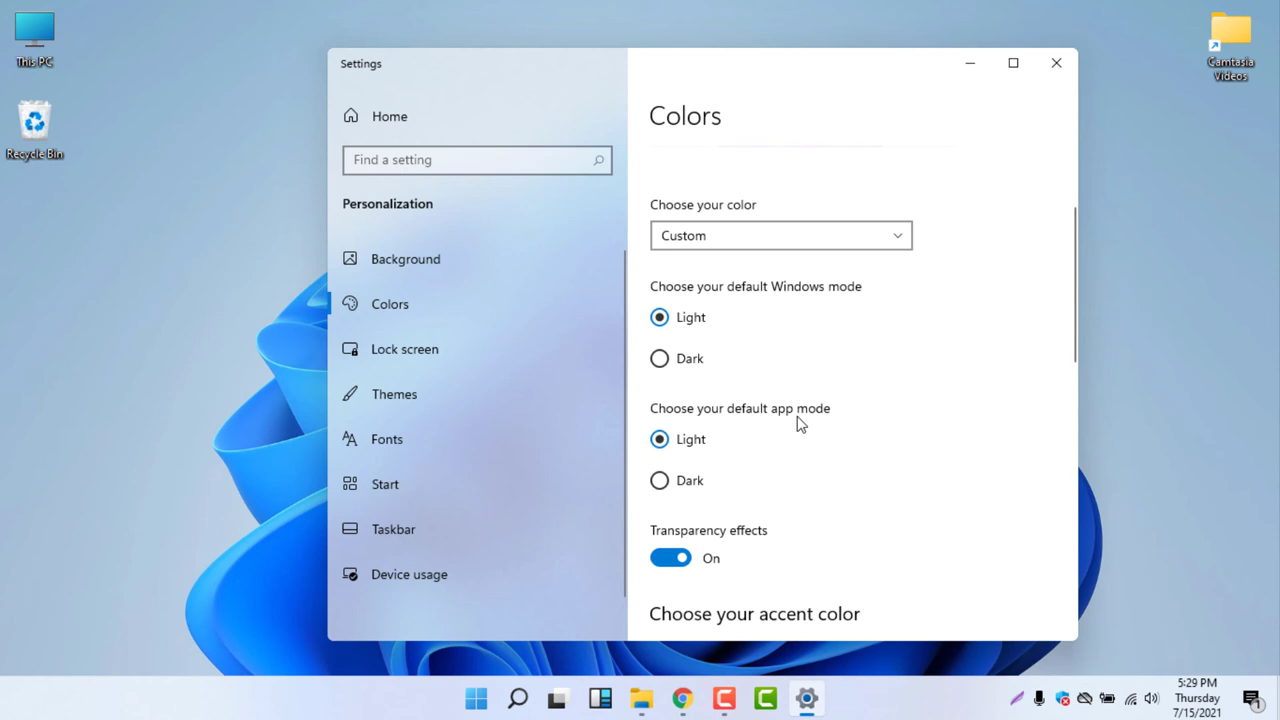 This PC
Recycle Bin
Camtasia
Videos
Settings
Home
Find a setting
Personalization
Background
Colors
Lock screen
Themes
Fonts
Start
Taskbar
Device usage
Colors
Choose your color
Custom
Choose your default Windows mode
Light
Dark
Choose your default app mode
Light
Dark
Transparency effects
On
Choose your accent color
5:29 PM
Thursday
7/15/2021
1